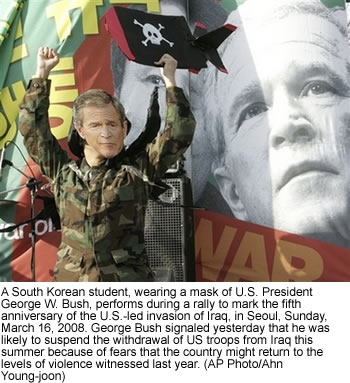 WAR
A South Korean student, wearing a mask of U.S. President
George W. Bush, performs during a rally to mark the fifth
anniversary of the U.S.-led invasion of Iraq, in Seoul, Sunday,
March 16, 2008. George Bush signaled yesterday that he was
likely to suspend the withdrawal of US troops from Iraq this
summer because of fears that the country might return to the
levels of violence witnessed last year. (AP Photo/Ahn
Young-joon)